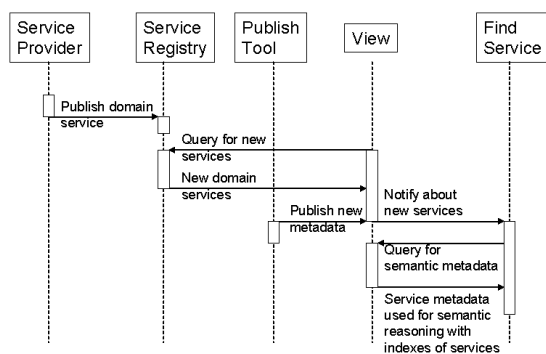 Service
Provider
Service
Registry
Publish
Tool
View
Find
Service
Publish domain
service
Query for new
services
New domain
services
Publish new
metadata
Notify about
new services
Query for
semantic metadata
Service metadata
used for semantic
reasoning with
indexes of services